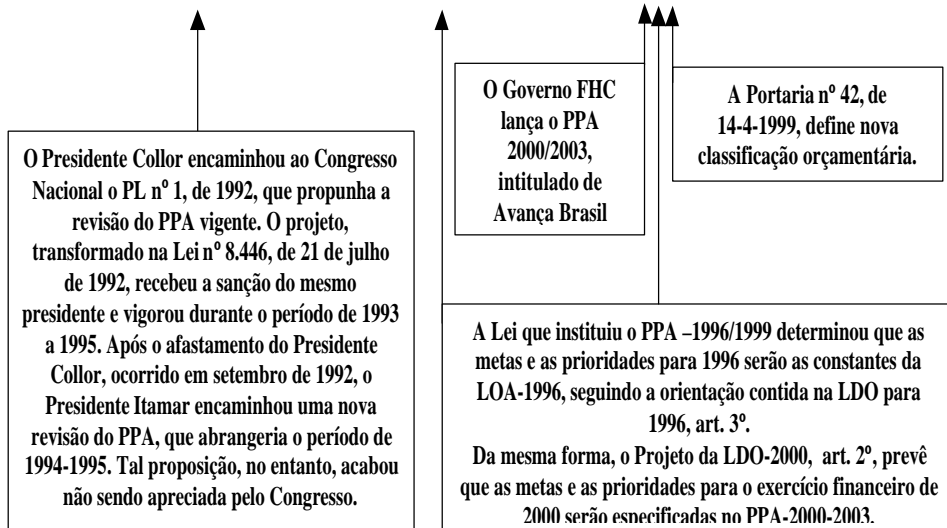 O Presidente Collor encaminhou ao Congresso
Nacional o PL nº 1, de 1992, que propunha a
revisão do PPA vigente. O projeto,
transformado na Lei nº 8.446, de 21 de julho
de 1992, recebeu a sanção do mesmo
presidente e vigorou durante o período de 1993
a 1995. Após o afastamento do Presidente
Collor, ocorrido em setembro de 1992, o
Presidente Itamar encaminhou uma nova
revisão do PPA, que abrangeria o período de
1994-1995. Tal proposição, no entanto, acabou
não sendo apreciada pelo Congresso.
O Governo FHC
lança o PPA
2000/2003,
intitulado de
Avança Brasil
A Portaria nº 42, de
14-4-1999, define nova
classificação orçamentária.
A Lei que instituiu o PPA –1996/1999 determinou que as
metas e as prioridades para 1996 serão as constantes da
LOA-1996, seguindo a orientação contida na LDO para
1996, art. 3º.
Da mesma forma, o Projeto da LDO-2000, art. 2º, prevê
que as metas e as prioridades para o exercício financeiro de
2000 serão especificadas no PPA-2000-2003.